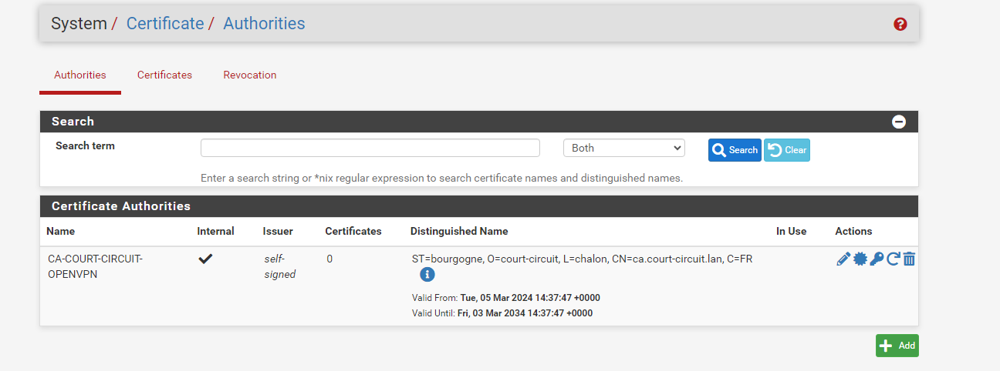 System / Certificate / Authorities
Authorities Certificates Revocation
Search
Search term Both Search Clear
Enter a search string or *nix regular expression to search certificate names and distinguished names.
Certificate Authorities
Name Internal Issuer Certificates Distinguished Name In Use Actions
CA-COURT-CIRCUIT- self- 0 ST=bourgogne, O=court-circuit, L=chalon, CN=ca.court-circuit.lan, C=FR
OPENVPN signed
Valid From: Tue, 05 Mar 2024 14:37:47 +0000
Valid Until: Fri, 03 Mar 2034 14:37:47 +0000
Add